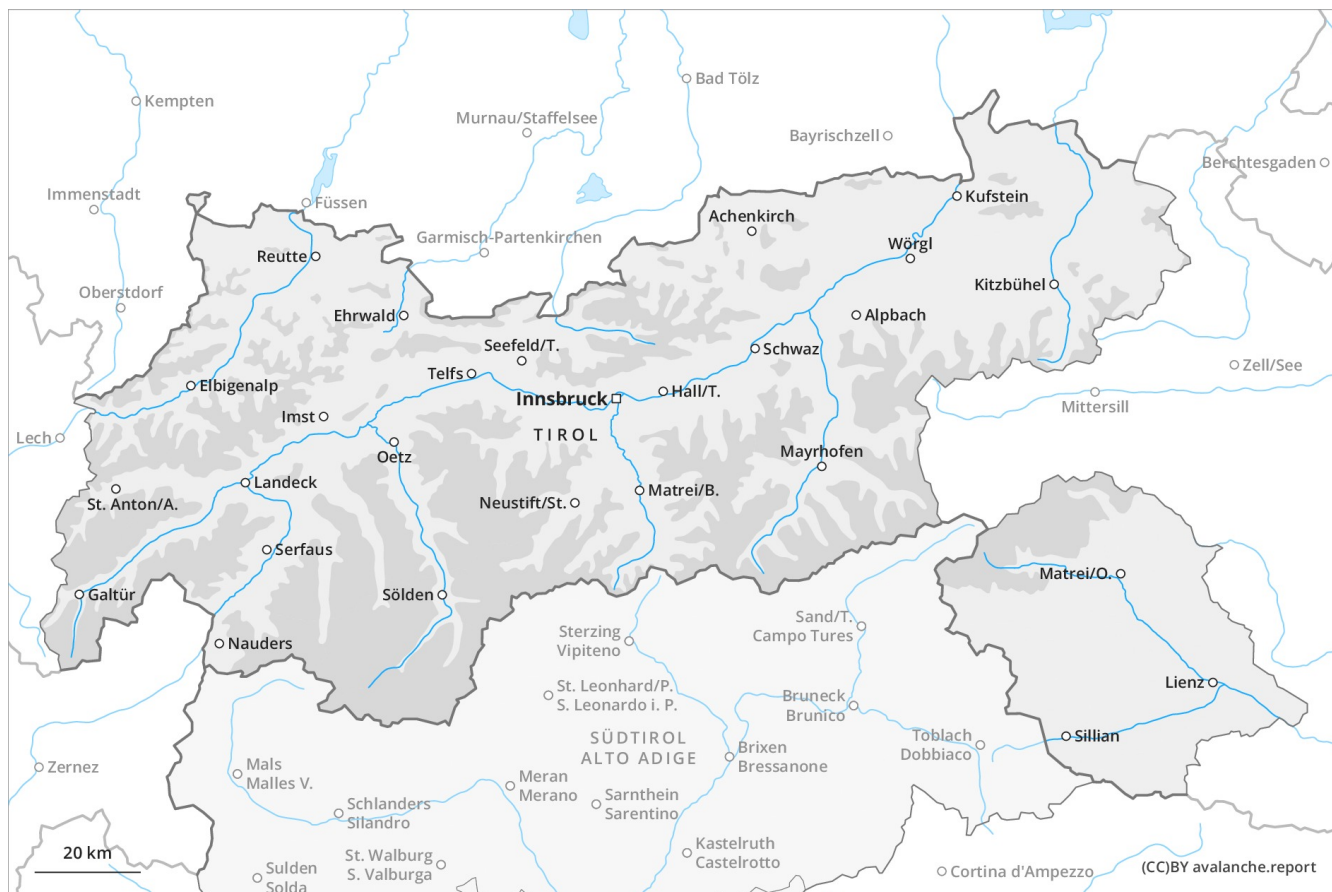 Bad Tölz
Kempten
Murnau/Staffelsee
Bayrischzell
Berchtesgaden
Immenstadt
Füssen
Kufstein
Achenkirch
Garmisch-Partenkirchen
Wörgl
Reutte
Kitzbühel
Oberstdorf
Ehrwald
Alpbach
Seefeld/T.
Schwaz
Zell/See
Telfs
Elbigenalp
Hall/T.
Innsbruck
Mittersill
Imst
TIROL
Lech
Oetz
Mayrhofen
Landeck
Matrei/B.
St. Anton/A.
Neustift/St.
Serfaus
Matrei/O.
Galtür
Sölden
Sand/T.
Campo Tures
Sterzing
Vipiteno
Nauders
Lienz
St. Leonhard/P.
S. Leonardo i. P.
Bruneck
Brunico
SÜDTIROL
ALTO ADIGE
Sillian
Toblach
Dobbiaco
Brixen
Bressanone
Zernez
Mals
Malles V.
Meran
Merano
Sarnthein
Sarentino
Schlanders
Silandro
Kastelruth
Castelrotto
20 km
St. Walburg
S. Valburga
Sulden
Solda
Cortina d'Ampezzo
(CC)BY avalanche.report